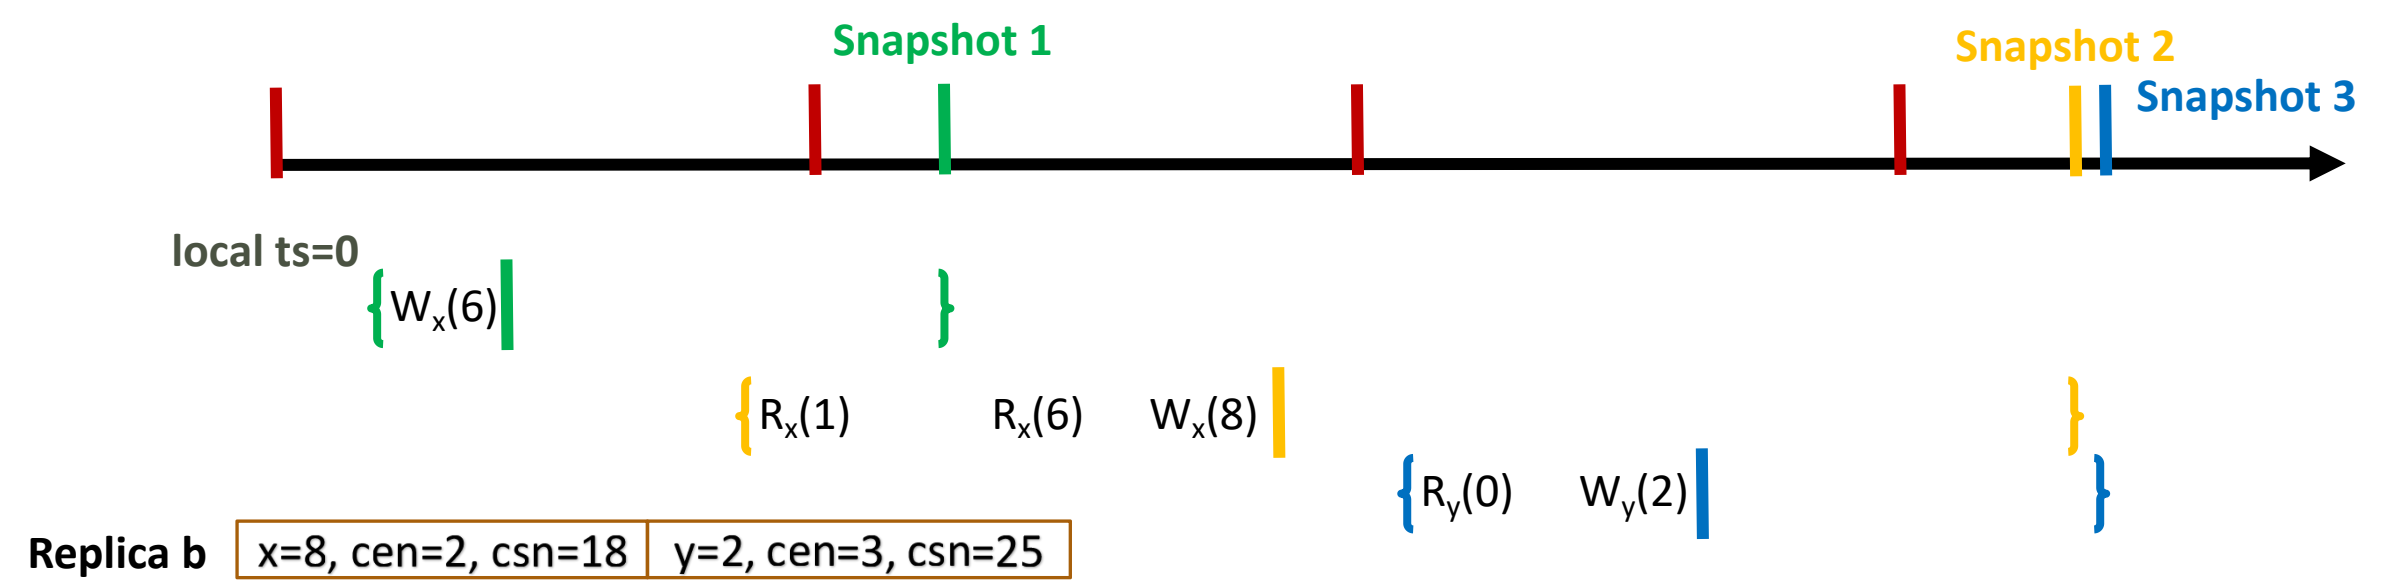 Snapshot 1
Snapshot 2
Snapshot 3
local ts=0
{Wx(6) }
{Rx(1) Rx(6) Wx(8) }
{Ry(0) Wy(2) }
Replica b x=8, cen=2, csn=18 y=2, cen=3, csn=25